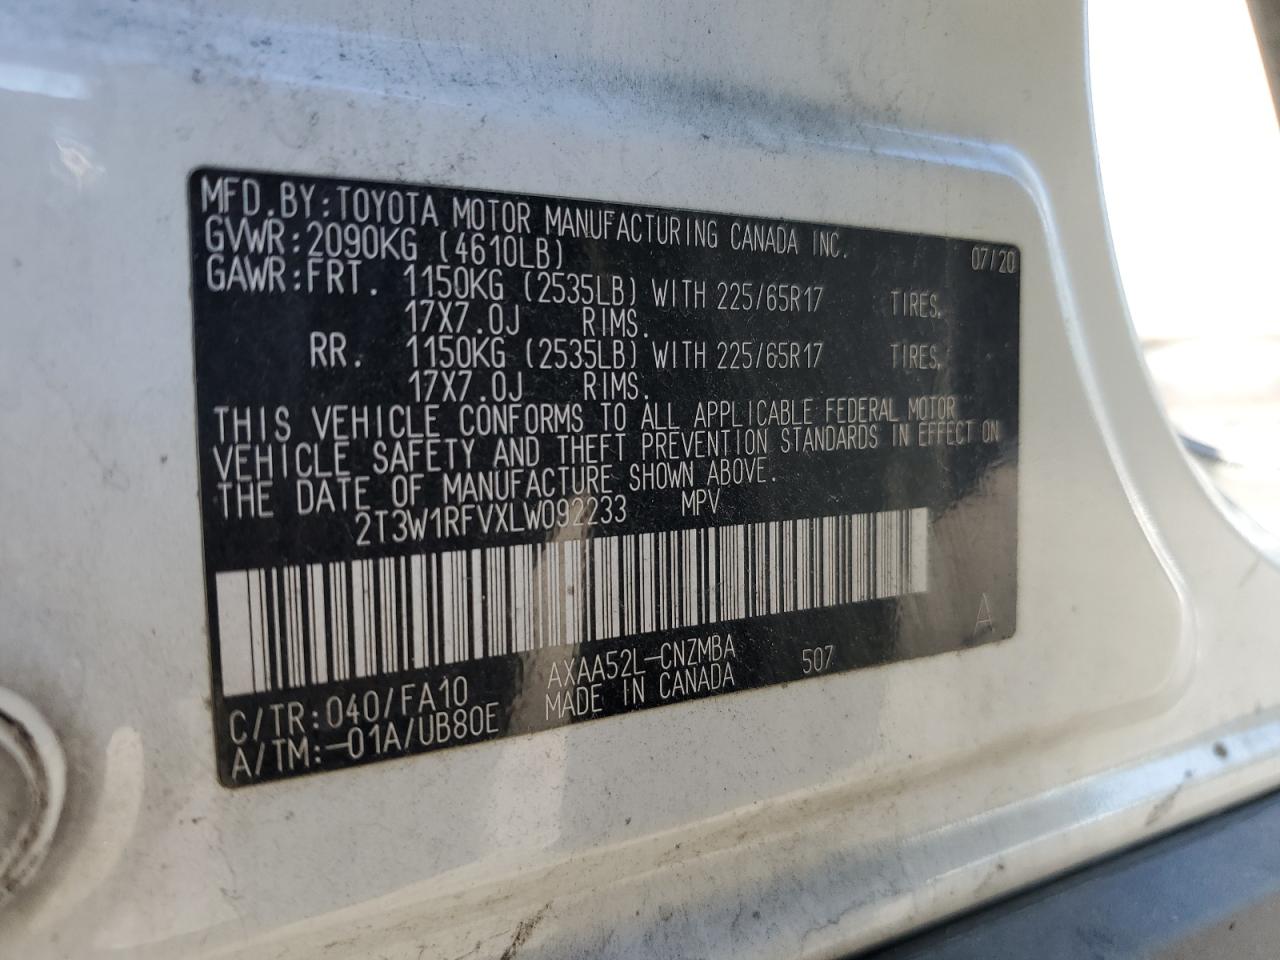 MFD.BY:TOYOTA MOTOR MANUFACTURING CANADA INC. 07/20
GVWR:2090KG (4610LB)
GAWR:FRT. 1150KG (2535LB) WITH 225/65R17 TIRES,
17X7.0J RIMS.
RR. 1150KG (2535LB) WITH 225/65R17 TIRES,
17X7.0J RIMS.
THIS VEHICLE CONFORMS TO ALL APPLICABLE FEDERAL MOTOR
VEHICLE SAFETY AND THEFT PREVENTION STANDARDS IN EFFECT ON
THE DATE OF MANUFACTURE SHOWN ABOVE.
2T3W1RFVXLW092233 MPV
C/TR:040/FA10 AXAA52L-CNZMBA 507 A
A/TM:-01A/UB80E MADE IN CANADA